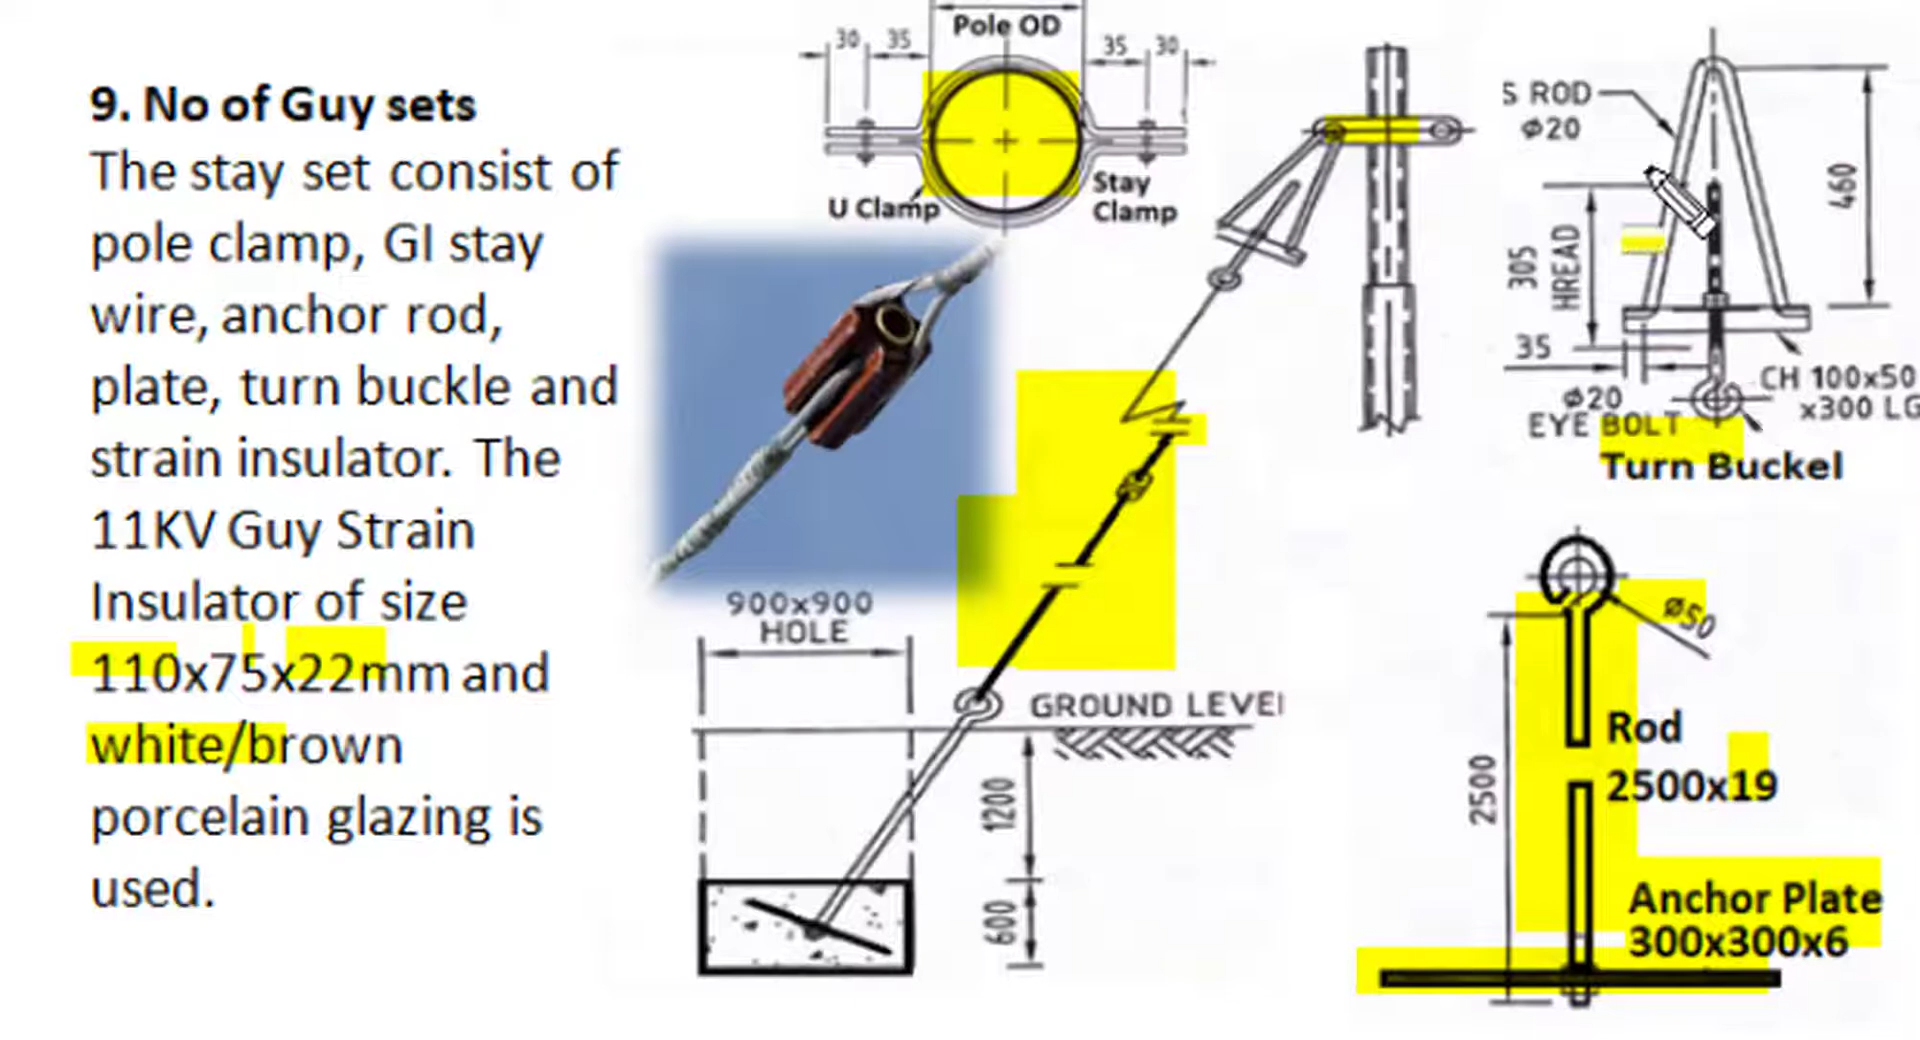 9. No of Guy sets
The stay set consist of
pole clamp, GI stay
wire, anchor rod,
plate, turn buckle and
strain insulator. The
11KV Guy Strain
Insulator of size
110x75x22mm and
white/brown
porcelain glazing is
used.
Pole OD
30 35 35 30
U Clamp
Stay
Clamp
900x900
HOLE
GROUND LEVEL
1200
600
S ROD
ø20
460
305
HREAD
35
ø20
EYE BOLT
CH 100x50
x300 LG
Turn Buckel
ø50
2500
Rod
2500x19
Anchor Plate
300x300x6